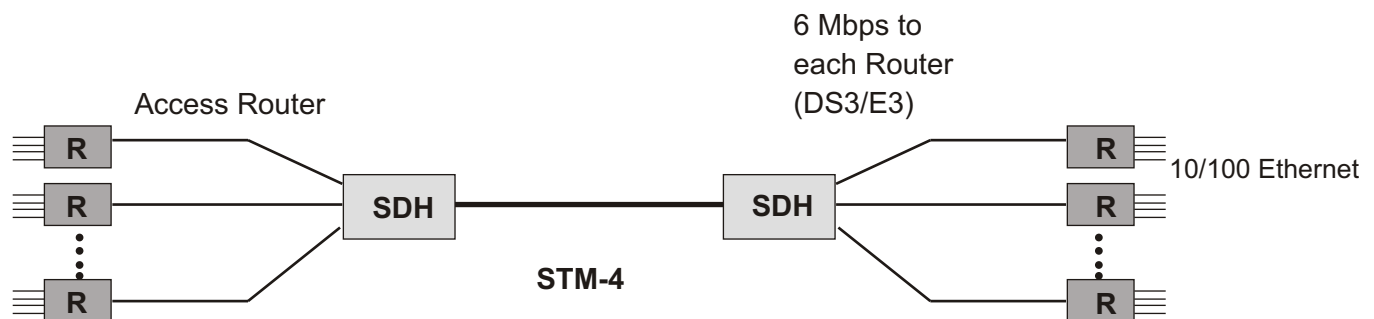 6 Mbps to
each Router
(DS3/E3)
Access Router
R
R
10/100 Ethernet
R
SDH
SDH
R
STM-4
R
R